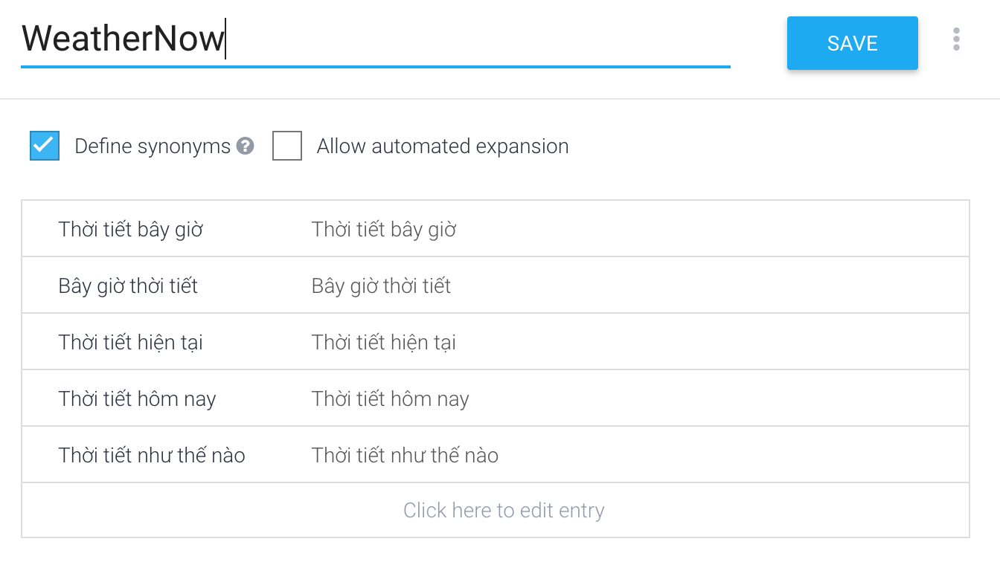 WeatherNow
SAVE
Define synonyms ?
Allow automated expansion
Thời tiết bây giờ Thời tiết bây giờ
Bây giờ thời tiết Bây giờ thời tiết
Thời tiết hiện tại Thời tiết hiện tại
Thời tiết hôm nay Thời tiết hôm nay
Thời tiết như thế nào Thời tiết như thế nào
Click here to edit entry